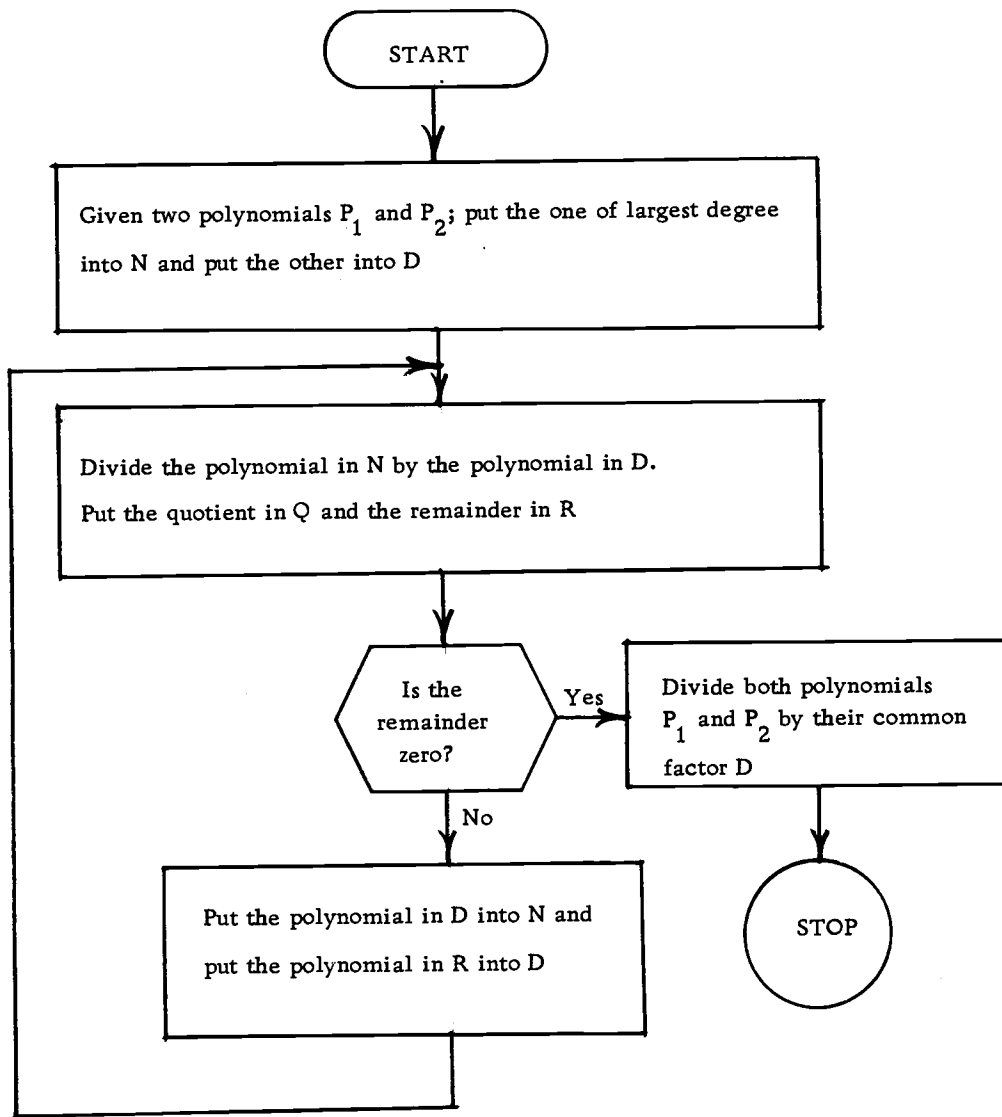 START
Given two polynomials P₁ and P₂; put the one of largest degree
into N and put the other into D
Divide the polynomial in N by the polynomial in D.
Put the quotient in Q and the remainder in R
Is the
remainder
zero?
Yes
Divide both polynomials
P₁ and P₂ by their common
factor D
No
Put the polynomial in D into N and
put the polynomial in R into D
STOP